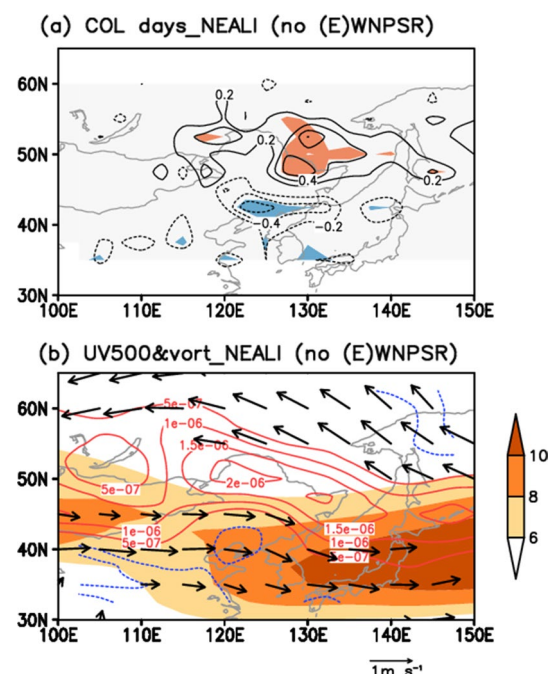 (a) COL days_NEALI (no (E)WNPSR)
60N
50N
40N
30N
100E 110E 120E 130E 140E 150E
0.2
0.2
0.4
0.2
-0.4
-0.2
(b) UV500&vort_NEALI (no (E)WNPSR)
60N
50N
40N
30N
100E 110E 120E 130E 140E 150E
5e-07
1e-06
1.5e-06
2e-06
5e-07
1e-06
5e-07
1.5e-06
1e-06
10
8
6
1m s⁻¹